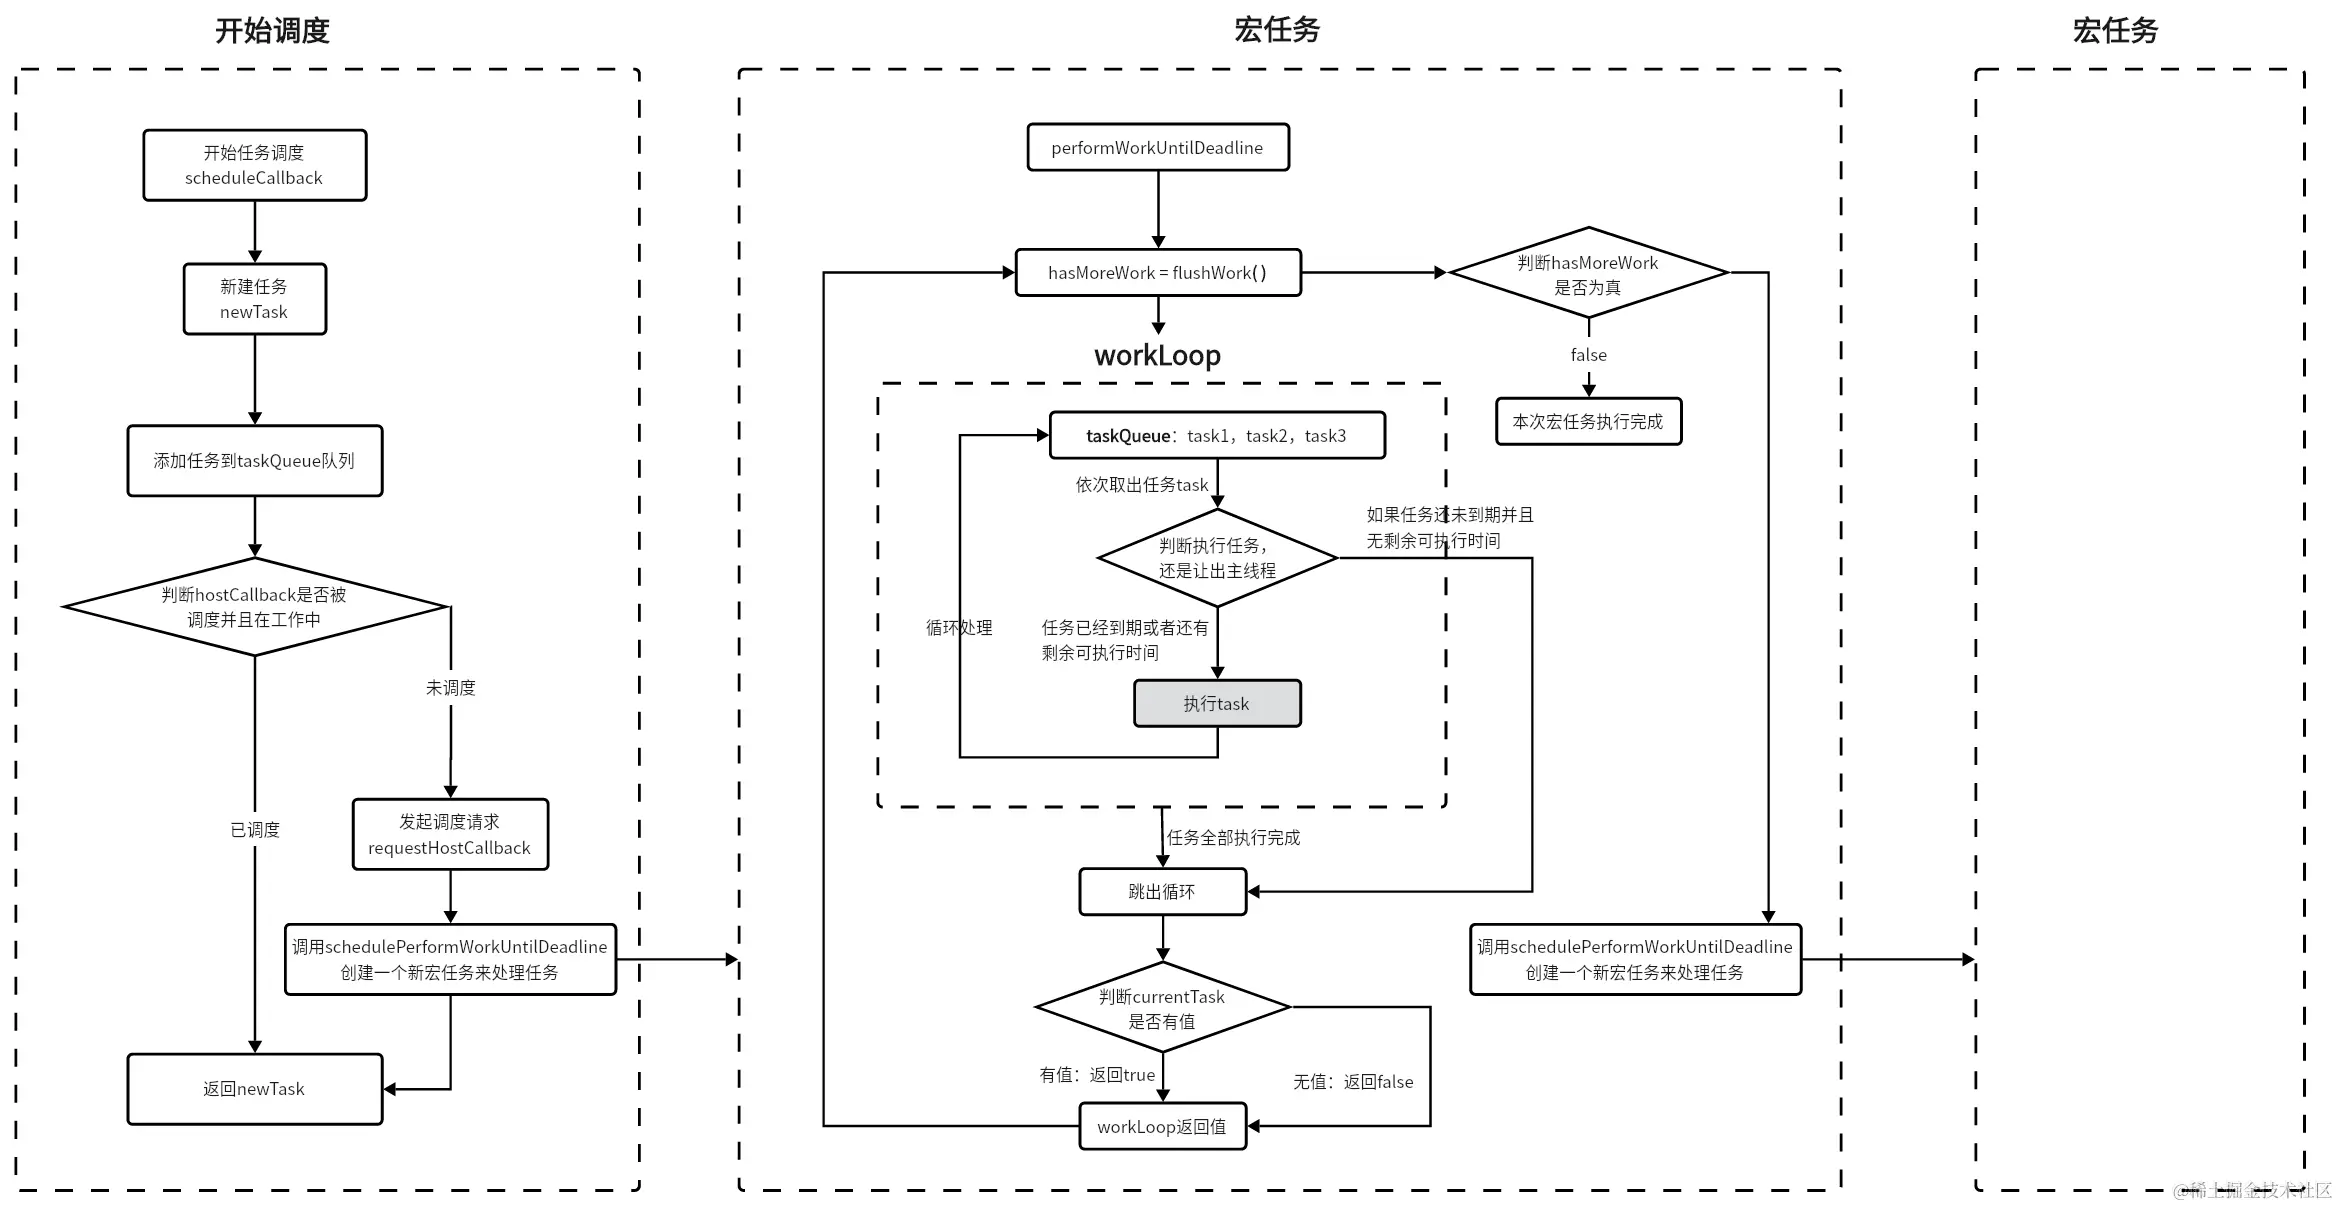 开始调度
开始任务调度
scheduleCallback
新建任务
newTask
添加任务到taskQueue队列
判断hostCallback是否被
调度并且在工作中
未调度
已调度
发起调度请求
requestHostCallback
调用schedulePerformWorkUntilDeadline
创建一个新宏任务来处理任务
返回newTask
宏任务
performWorkUntilDeadline
hasMoreWork = flushWork()
判断hasMoreWork
是否为真
false
本次宏任务执行完成
workLoop
taskQueue：task1，task2，task3
依次取出任务task
判断执行任务，
还是让出主线程
如果任务还未到期并且
无剩余可执行时间
循环处理
任务已经到期或者还有
剩余可执行时间
执行task
任务全部执行完成
跳出循环
判断currentTask
是否有值
有值：返回true
无值：返回false
workLoop返回值
调用schedulePerformWorkUntilDeadline
创建一个新宏任务来处理任务
宏任务
@稀土掘金技术社区